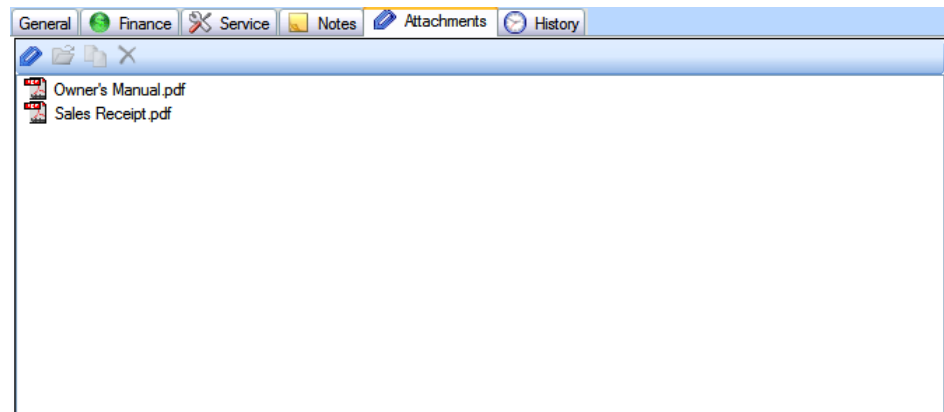 General Finance Service Notes Attachments History
Owner's Manual.pdf
Sales Receipt.pdf